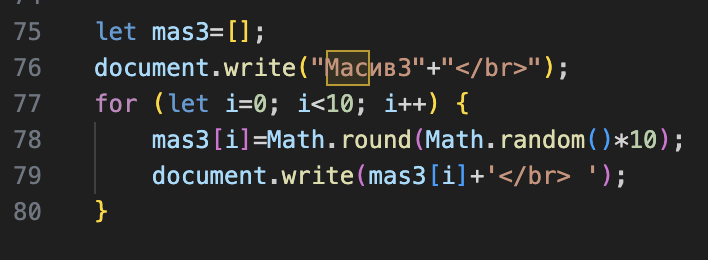 75 let mas3=[];
76 document.write("Масив3"+"</br>");
77 for (let i=0; i<10; i++) {
78 mas3[i]=Math.round(Math.random()*10);
79 document.write(mas3[i]+'</br> ');
80 }